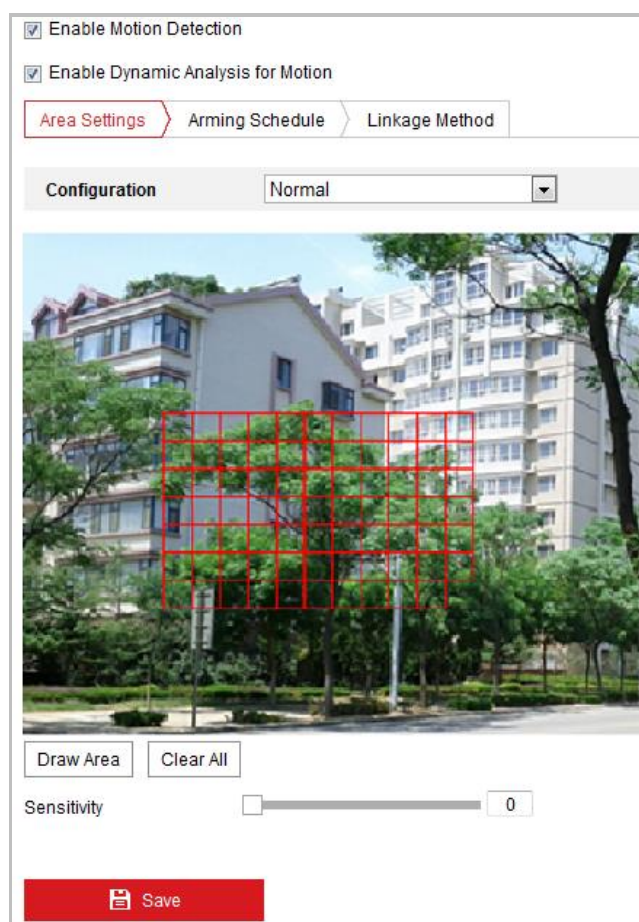 Enable Motion Detection
Enable Dynamic Analysis for Motion
Area Settings Arming Schedule Linkage Method
Configuration Normal
Draw Area Clear All
Sensitivity 0
Save